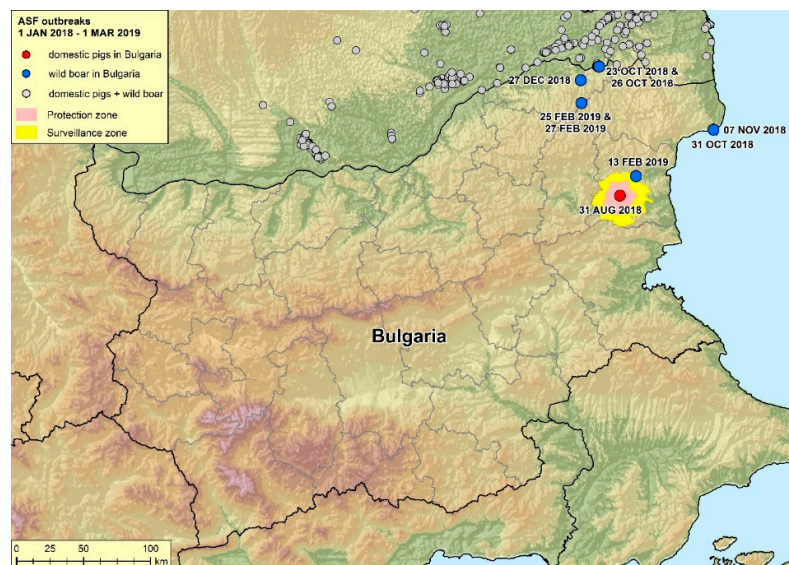 ASF outbreaks
1 JAN 2018 - 1 MAR 2019
domestic pigs in Bulgaria
wild boar in Bulgaria
domestic pigs + wild boar
Protection zone
Surveillance zone
27 DEC 2018
23 OCT 2018 &
26 OCT 2018
25 FEB 2019 &
27 FEB 2019
07 NOV 2018
31 OCT 2018
13 FEB 2019
31 AUG 2018
Bulgaria
0 25 50 100
km